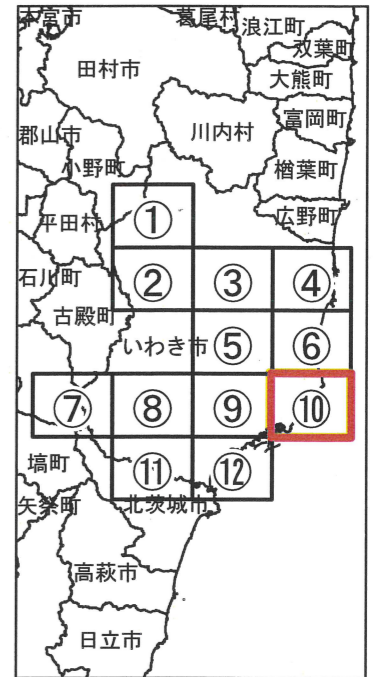 本宮市 葛尾村 浪江町
双葉町
田村市 大熊町
川内村 富岡町
郡山市
小野町 楢葉町
平田村 ① 広野町
石川町 ② ③ ④
古殿町
いわき市 ⑤ ⑥
⑦ ⑧ ⑨ ⑩
塙町 ⑪ ⑫
矢祭町 北茨城市
高萩市
日立市